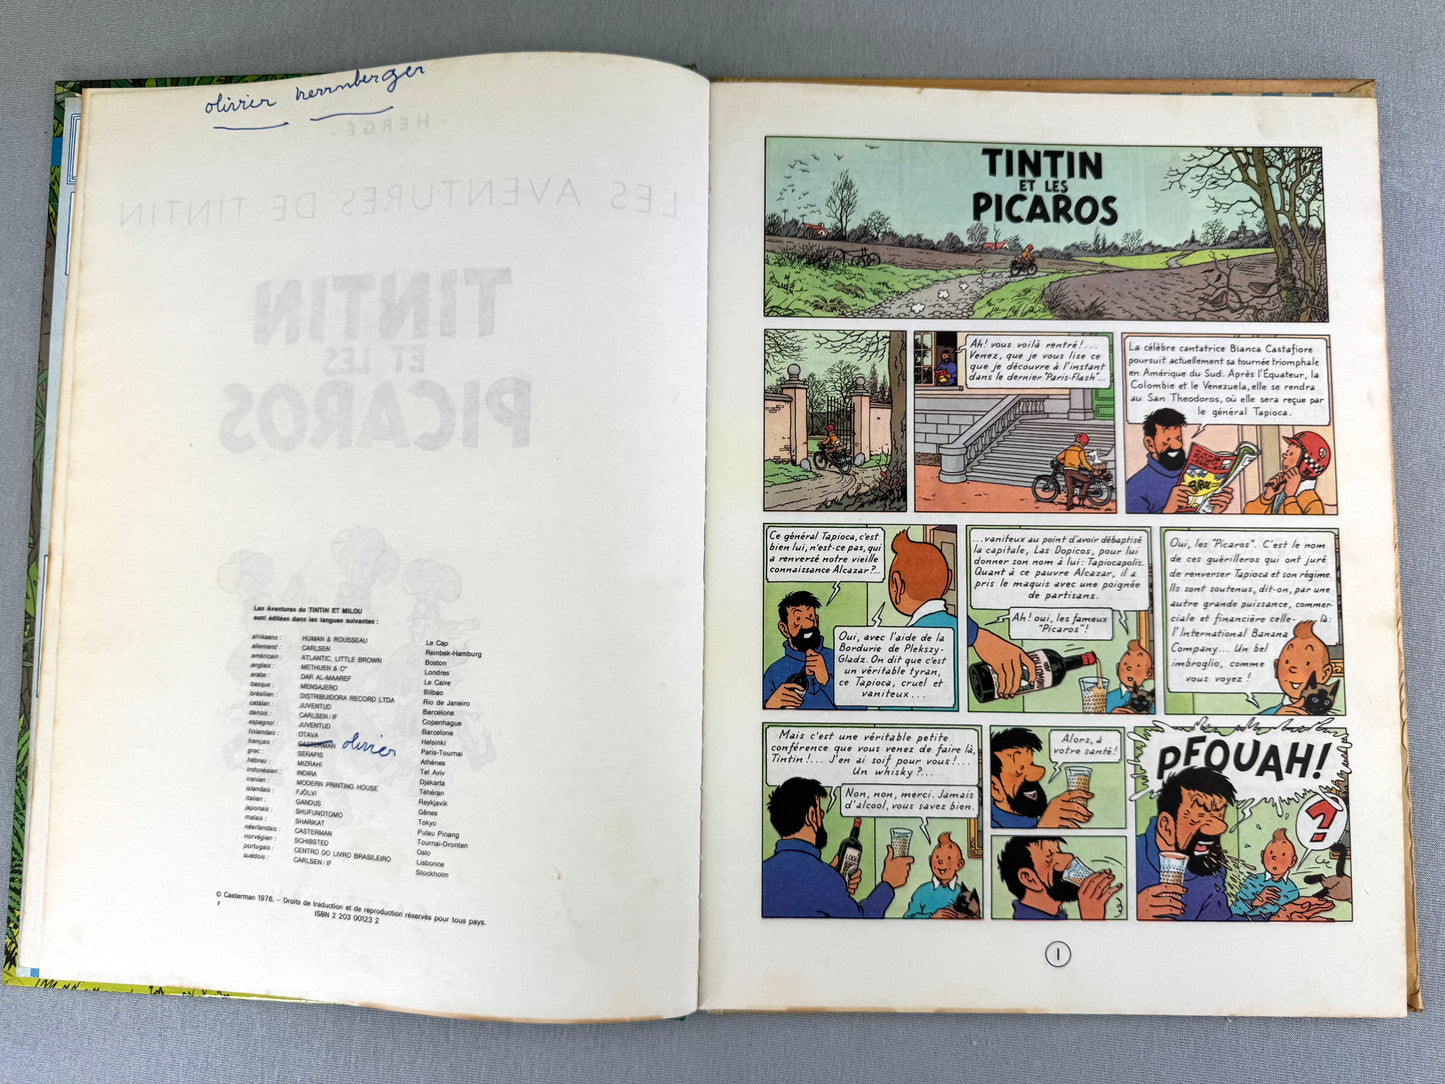 olivier herrnberger
· HERGÉ ·
LES AVENTURES DE TINTIN
TINTIN
ET LES
PICAROS
Les Aventures de TINTIN ET MILOU
sont éditées dans les langues suivantes :
afrikaans : HUMAN & ROUSSEAU Le Cap
allemand : CARLSEN Reinbek-Hamburg
américain : ATLANTIC, LITTLE BROWN Boston
anglais : METHUEN & C° Londres
arabe : DAR AL-MAAREF Le Caire
basque : MENSAJERO Bilbao
brésilien : DISTRIBUIDORA RECORD LTDA Rio de Janeiro
catalan : JUVENTUD Barcelone
danois : CARLSEN/IF Copenhague
espagnol : JUVENTUD Barcelone
finlandais : OTAVA Helsinki
français : CASTERMAN olivier Paris-Tournai
grec : SERAPIS Athènes
hébreu : MIZRAHI Tel Aviv
indonésien : INDIRA Djakarta
iranien : MODERN PRINTING HOUSE Téhéran
islandais : FJÖLVI Reykjavik
italien : GANDUS Gênes
japonais : SHUFUNOTOMO Tokyo
malais : SHARIKAT Pulau Pinang
néerlandais : CASTERMAN Tournai-Dronten
norvégien : SCHIBSTED Oslo
portugais : CENTRO DO LIVRO BRASILEIRO Lisbonne
suédois : CARLSEN/IF Stockholm
© Casterman 1976. – Droits de traduction et de reproduction réservés pour tous pays.
F
ISBN 2 203 00123 2
TINTIN
ET LES
PICAROS
Ah! vous voilà rentré!...
Venez, que je vous lise ce
que je découvre à l'instant
dans le dernier "Paris-Flash"...
La célèbre cantatrice Bianca Castafiore
poursuit actuellement sa tournée triomphale
en Amérique du Sud. Après l'Équateur, la
Colombie et le Venezuela, elle se rendra
au San Theodoros, où elle sera reçue par
le général Tapioca.
Ce général Tapioca, c'est
bien lui, n'est-ce pas, qui
a renversé notre vieille
connaissance Alcazar?...
Oui, avec l'aide de la
Bordurie de Plekszy-
Gladz. On dit que c'est
un véritable tyran,
ce Tapioca, cruel et
vaniteux...
...vaniteux au point d'avoir débaptisé
la capitale, Las Dopicos, pour lui
donner son nom à lui: Tapiocapolis.
Quant à ce pauvre Alcazar, il a
pris le maquis avec une poignée
de partisans.
Ah! oui, les fameux
"Picaros"!
Oui, les "Picaros". C'est le nom
de ces guérilleros qui ont juré
de renverser Tapioca et son régime.
Ils sont soutenus, dit-on, par une
autre grande puissance, commer-
ciale et financière celle-là:
l'International Banana
Company... Un bel
imbroglio, comme
vous voyez!
Mais c'est une véritable petite
conférence que vous venez de faire là,
Tintin!... J'en ai soif pour vous!...
Un whisky?...
Non, non, merci. Jamais
d'alcool, vous savez bien.
Alors, à
votre santé!
PFOUAH!
?
1